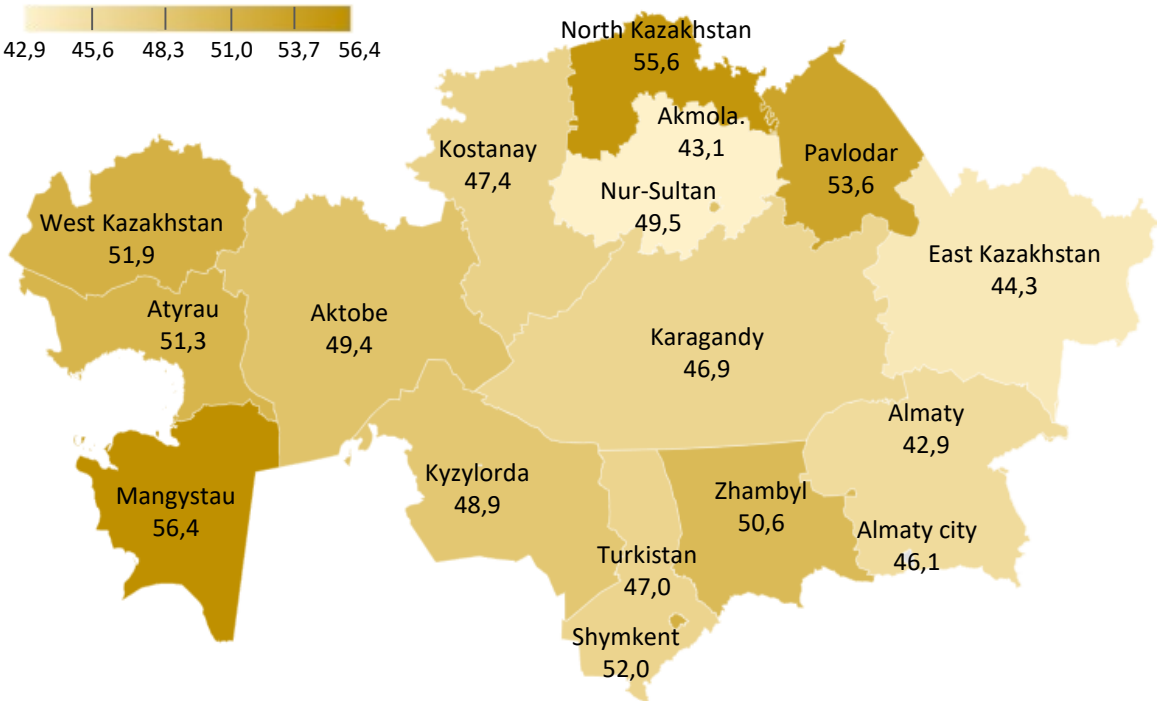 42,9 45,6 48,3 51,0 53,7 56,4
North Kazakhstan
55,6
Akmola.
43,1
Kostanay
47,4
Pavlodar
53,6
Nur-Sultan
49,5
West Kazakhstan
51,9
East Kazakhstan
44,3
Atyrau
51,3
Aktobe
49,4
Karagandy
46,9
Almaty
42,9
Kyzylorda
48,9
Zhambyl
50,6
Mangystau
56,4
Almaty city
46,1
Turkistan
47,0
Shymkent
52,0